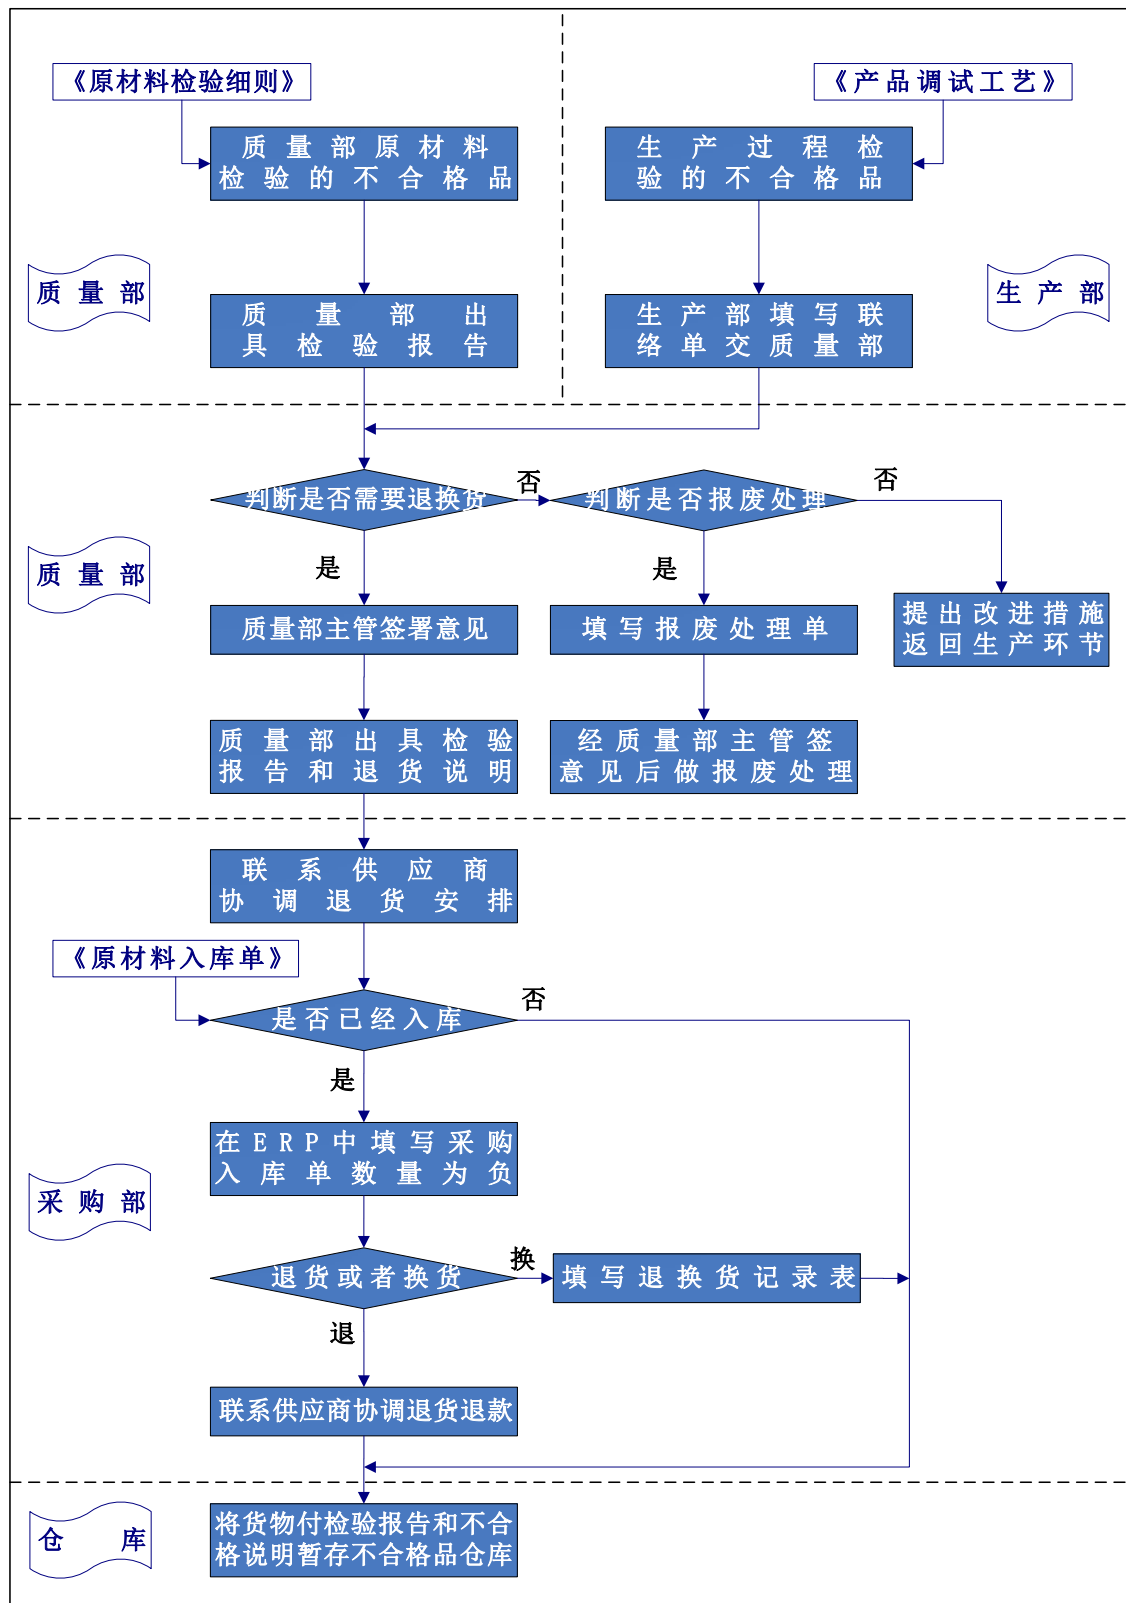 《原材料检验细则》
《产品调试工艺》
质量部原材料
检验的不合格品
生产过程检
验的不合格品
质量部
生产部
质量部出
具检验报告
生产部填写联
络单交质量部
判断是否需要退换货
否
判断是否报废处理
否
质量部
是
是
质量部主管签署意见
填写报废处理单
提出改进措施
返回生产环节
质量部出具检验
报告和退货说明
经质量部主管签
意见后做报废处理
联系供应商
协调退货安排
《原材料入库单》
是否已经入库
否
是
在ERP中填写采购
入库单数量为负
采购部
退货或者换货
换
填写退换货记录表
退
联系供应商协调退货退款
仓库
将货物付检验报告和不合
格说明暂存不合格品仓库